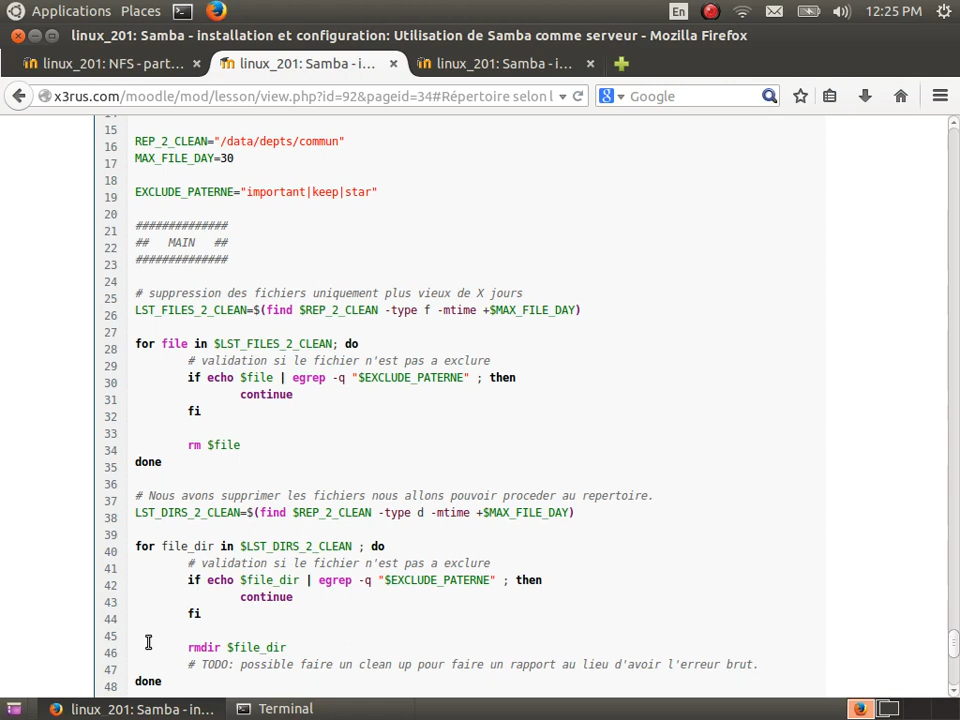 Applications Places En 12:25 PM
linux_201: Samba - installation et configuration: Utilisation de Samba comme serveur - Mozilla Firefox
linux_201: NFS - part... × linux_201: Samba - i... × linux_201: Samba - i... ×
x3rus.com/moodle/mod/lesson/view.php?id=92&pageid=34#Répertoire selon l Google
15
16 REP_2_CLEAN="/data/depts/commun"
17 MAX_FILE_DAY=30
18
19 EXCLUDE_PATERNE="important|keep|star"
20
21 ##############
22 ## MAIN ##
23 ##############
24
25 # suppression des fichiers uniquement plus vieux de X jours
26 LST_FILES_2_CLEAN=$(find $REP_2_CLEAN -type f -mtime +$MAX_FILE_DAY)
27
28 for file in $LST_FILES_2_CLEAN; do
29 # validation si le fichier n'est pas a exclure
30 if echo $file | egrep -q "$EXCLUDE_PATERNE" ; then
31 continue
32 fi
33
34 rm $file
35 done
36
37 # Nous avons supprimer les fichiers nous allons pouvoir proceder au repertoire.
38 LST_DIRS_2_CLEAN=$(find $REP_2_CLEAN -type d -mtime +$MAX_FILE_DAY)
39
40 for file_dir in $LST_DIRS_2_CLEAN ; do
41 # validation si le fichier n'est pas a exclure
42 if echo $file_dir | egrep -q "$EXCLUDE_PATERNE" ; then
43 continue
44 fi
45
46 rmdir $file_dir
47 # TODO: possible faire un clean up pour faire un rapport au lieu d'avoir l'erreur brut.
48 done
linux_201: Samba - in... Terminal